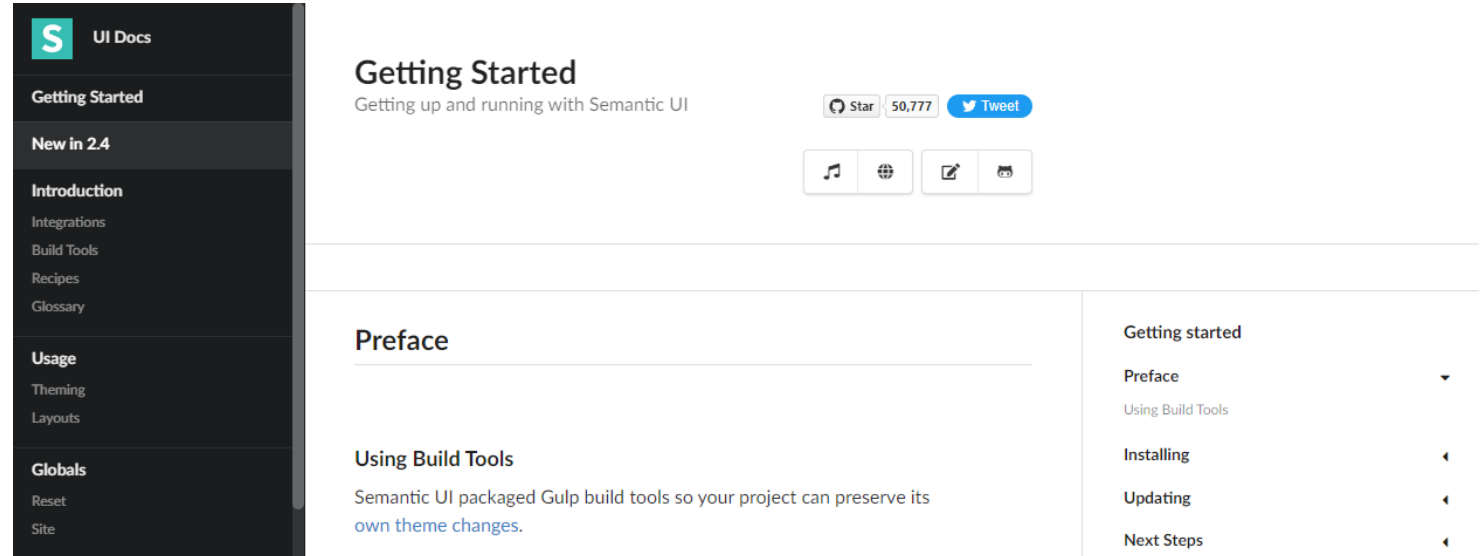 S
UI Docs
Getting Started
New in 2.4
Introduction
Integrations
Build Tools
Recipes
Glossary
Usage
Theming
Layouts
Globals
Reset
Site
Getting Started
Getting up and running with Semantic UI
Star 50,777
Tweet
Preface
Using Build Tools
Semantic UI packaged Gulp build tools so your project can preserve its
own theme changes.
Getting started
Preface
Using Build Tools
Installing
Updating
Next Steps